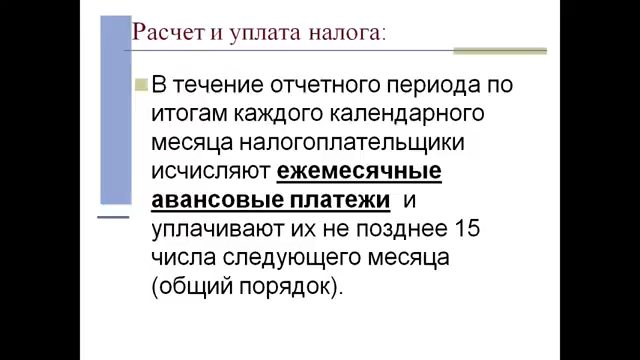 Расчет и уплата налога:
В течение отчетного периода по
итогам каждого календарного
месяца налогоплательщики
исчисляют ежемесячные
авансовые платежи и
уплачивают их не позднее 15
числа следующего месяца
(общий порядок).